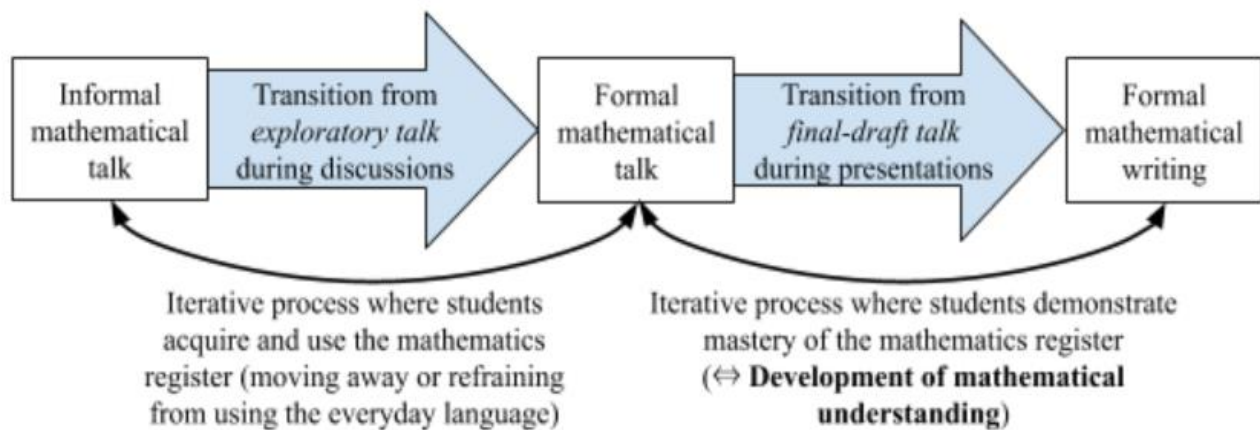 Informal
mathematical
talk
Transition from
exploratory talk
during discussions
Formal
mathematical
talk
Transition from
final-draft talk
during presentations
Formal
mathematical
writing
Iterative process where students
acquire and use the mathematics
register (moving away or refraining
from using the everyday language)
Iterative process where students demonstrate
mastery of the mathematics register
(⇔ Development of mathematical
understanding)